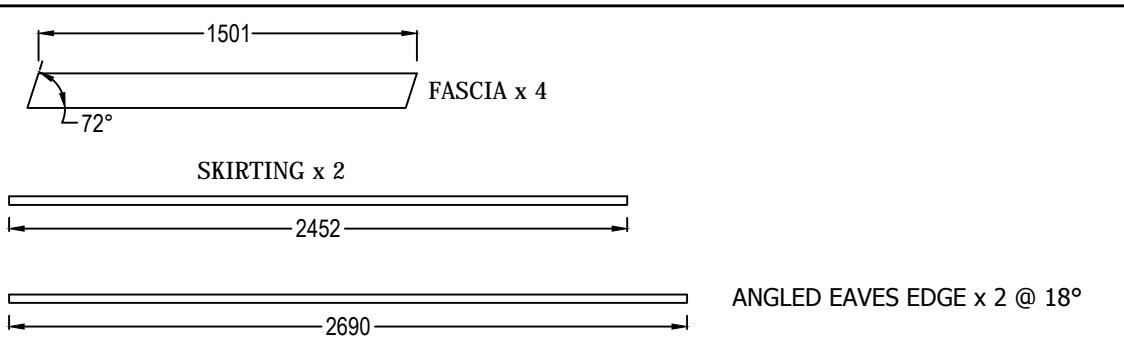 1501
FASCIA x 4
72°
SKIRTING x 2
2452
ANGLED EAVES EDGE x 2 @ 18°
2690